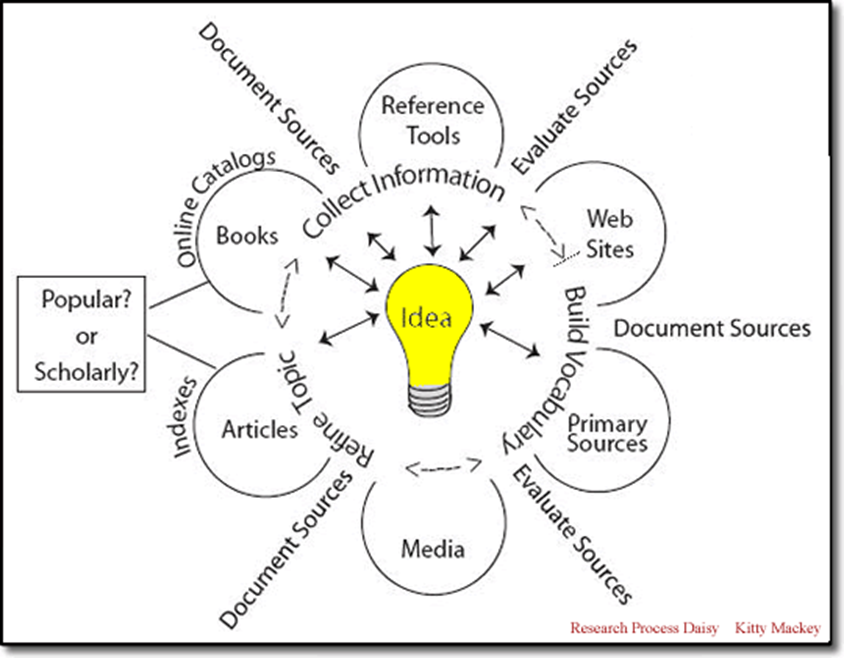 Document Sources
Evaluate Sources
Reference
Tools
Collect Information
Online Catalogs
Books
Web
Sites
Popular?
or
Scholarly?
Idea
Build Vocabulary
Document Sources
Refine Topic
Indexes
Articles
Primary
Sources
Document Sources
Evaluate Sources
Media
Research Process Daisy Kitty Mackey